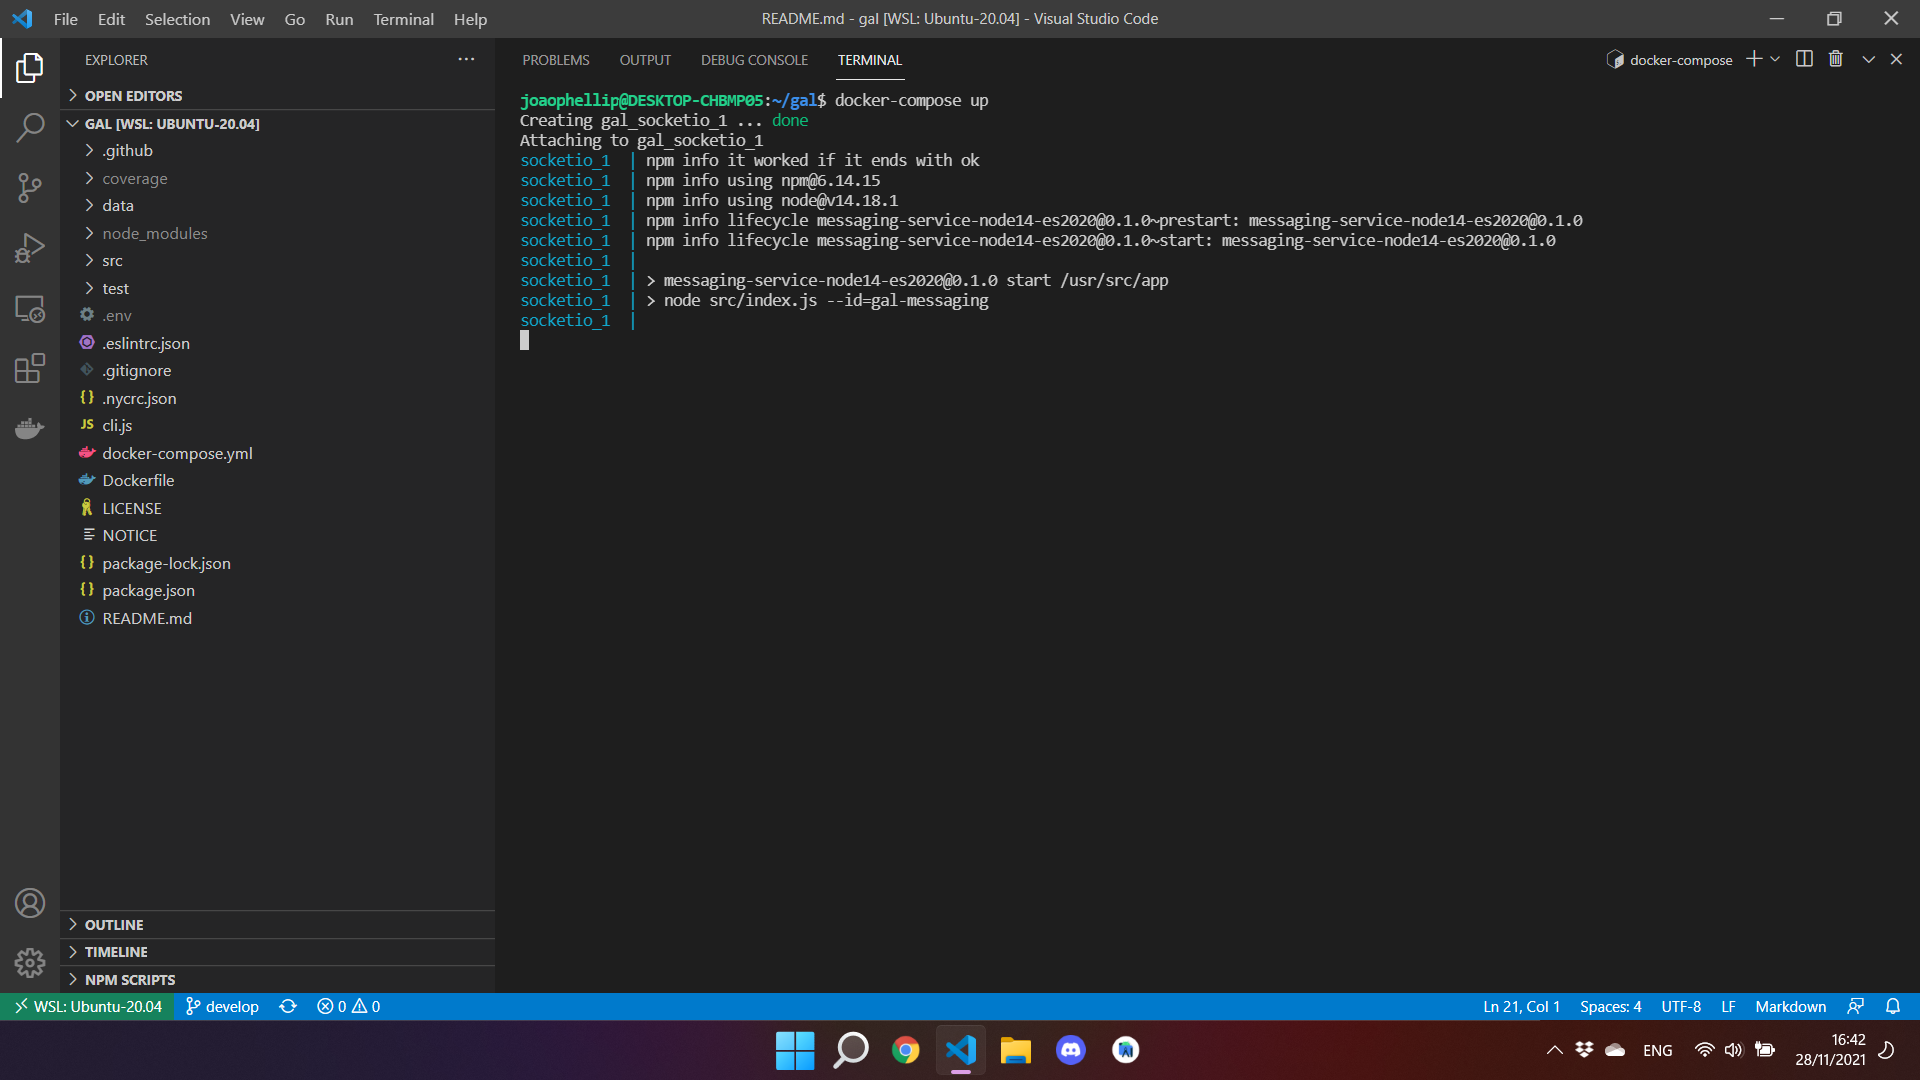 File Edit Selection View Go Run Terminal Help
README.md - gal [WSL: Ubuntu-20.04] - Visual Studio Code
EXPLORER
OPEN EDITORS
GAL [WSL: UBUNTU-20.04]
.github
coverage
data
node_modules
src
test
.env
.eslintrc.json
.gitignore
{} .nycrc.json
JS cli.js
docker-compose.yml
Dockerfile
LICENSE
NOTICE
{} package-lock.json
{} package.json
README.md
OUTLINE
TIMELINE
NPM SCRIPTS
PROBLEMS OUTPUT DEBUG CONSOLE TERMINAL
docker-compose
joaophellip@DESKTOP-CHBMP05:~/gal$ docker-compose up
Creating gal_socketio_1 ... done
Attaching to gal_socketio_1
socketio_1 | npm info it worked if it ends with ok
socketio_1 | npm info using npm@6.14.15
socketio_1 | npm info using node@v14.18.1
socketio_1 | npm info lifecycle messaging-service-node14-es2020@0.1.0~prestart: messaging-service-node14-es2020@0.1.0
socketio_1 | npm info lifecycle messaging-service-node14-es2020@0.1.0~start: messaging-service-node14-es2020@0.1.0
socketio_1 |
socketio_1 | > messaging-service-node14-es2020@0.1.0 start /usr/src/app
socketio_1 | > node src/index.js --id=gal-messaging
socketio_1 |
WSL: Ubuntu-20.04 develop 0 0
Ln 21, Col 1 Spaces: 4 UTF-8 LF Markdown
ENG
16:42
28/11/2021